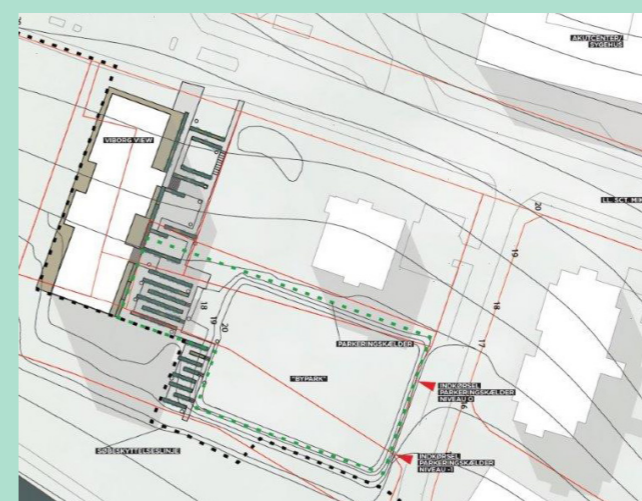 AKUTCENTER/
SYGEHUS
VIBORG VIEW
LL. SCT. MIK
20
19
18
17
16
18
19
20
PARKERINGSKÆLDER
"BYPARK"
INDKØRSEL
PARKERINGSKÆLDER
NIVEAU 0
INDKØRSEL
PARKERINGSKÆLDER
NIVEAU -1
SØBESKYTTELSESLINJE